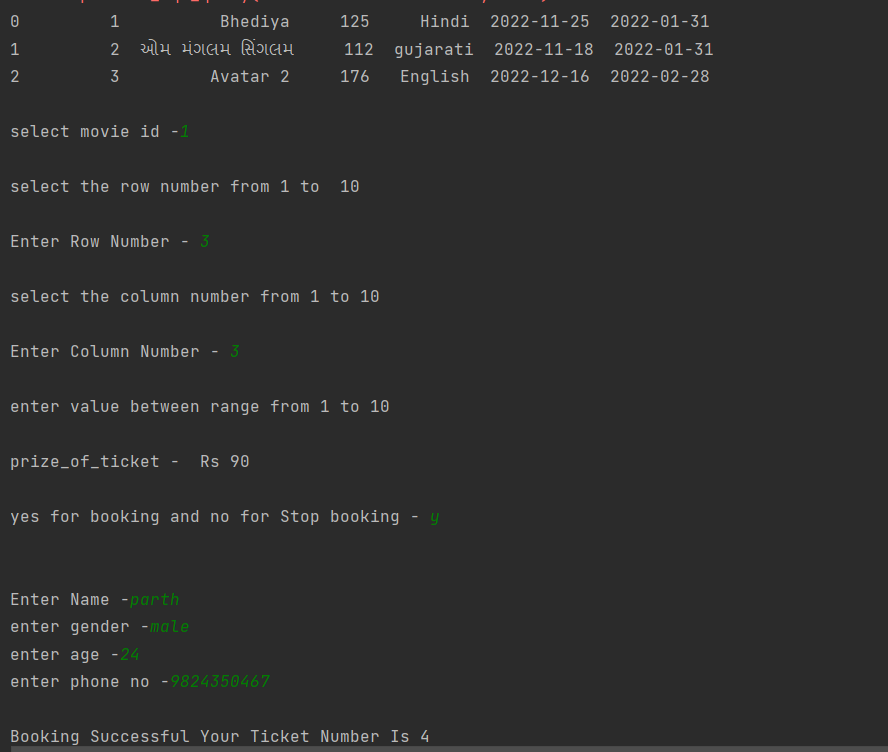 0 1 Bhediya 125 Hindi 2022-11-25 2022-01-31
1 2 ઓમ મંગલમ સિંગલમ 112 gujarati 2022-11-18 2022-01-31
2 3 Avatar 2 176 English 2022-12-16 2022-02-28
select movie id -1
select the row number from 1 to  10
Enter Row Number - 3
select the column number from 1 to 10
Enter Column Number - 3
enter value between range from 1 to 10
prize_of_ticket -  Rs 90
yes for booking and no for Stop booking - y
Enter Name -parth
enter gender -male
enter age -24
enter phone no -9824350467
Booking Successful Your Ticket Number Is 4